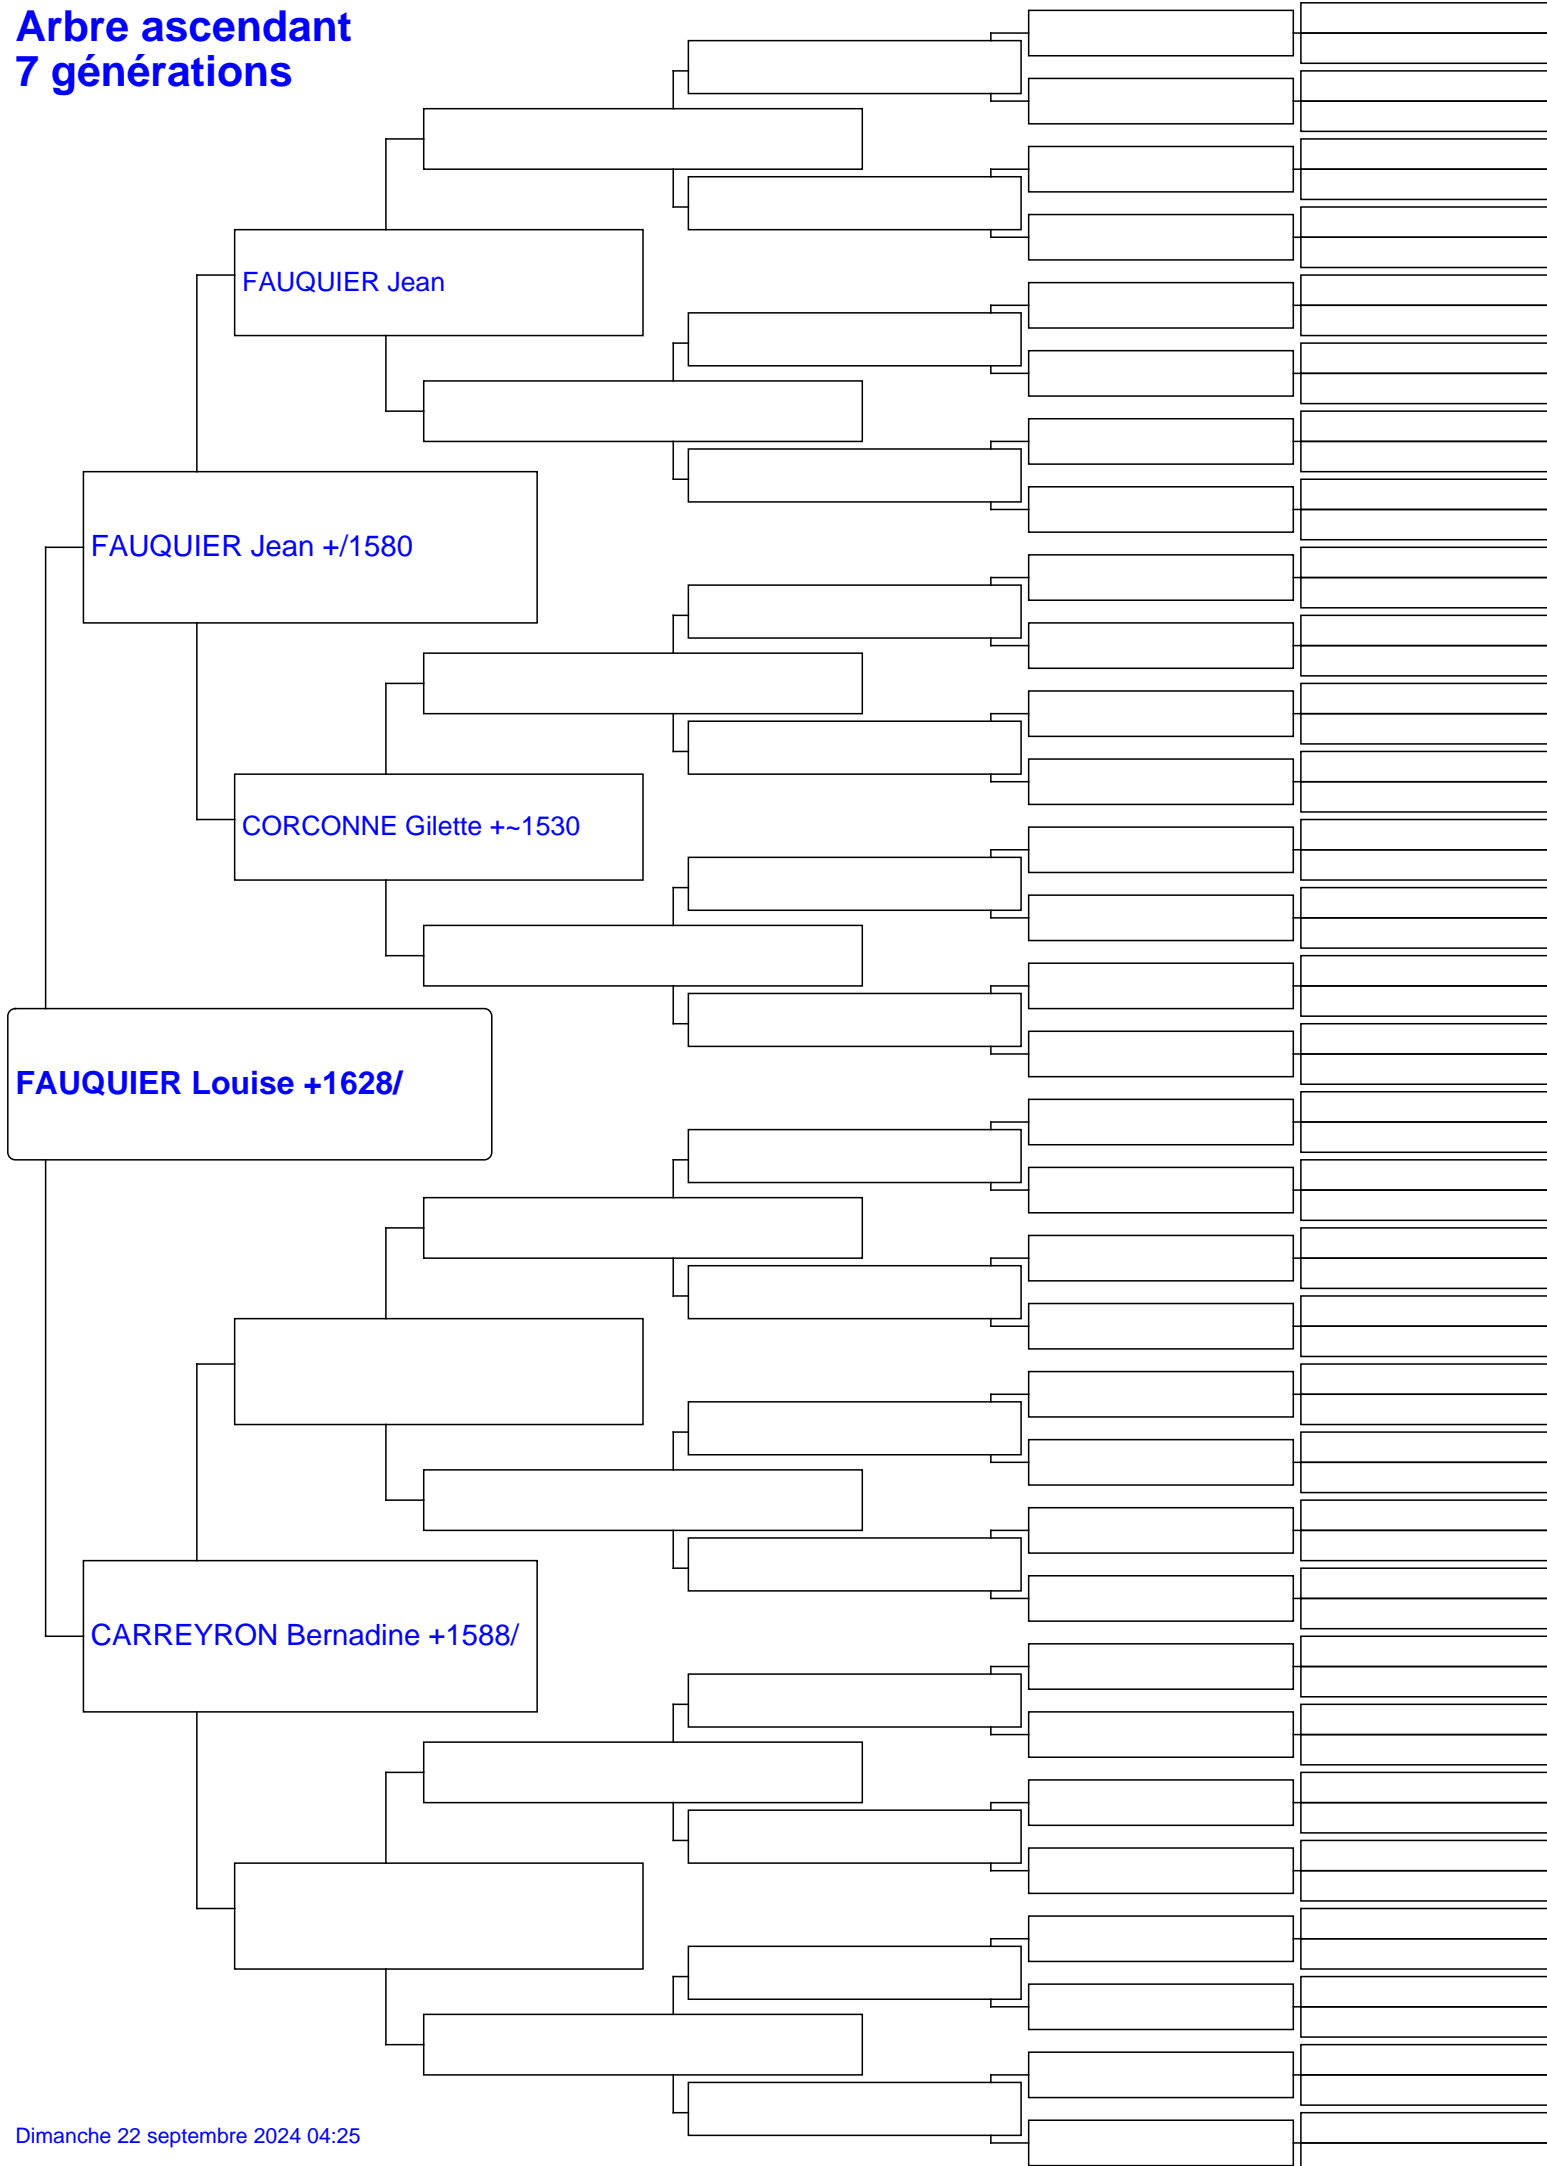 Arbre ascendant
7 générations
FAUQUIER Jean
FAUQUIER Jean +/1580
CORCONNE Gilette +~1530
FAUQUIER Louise +1628/
CARREYRON Bernadine +1588/
Dimanche 22 septembre 2024 04:25